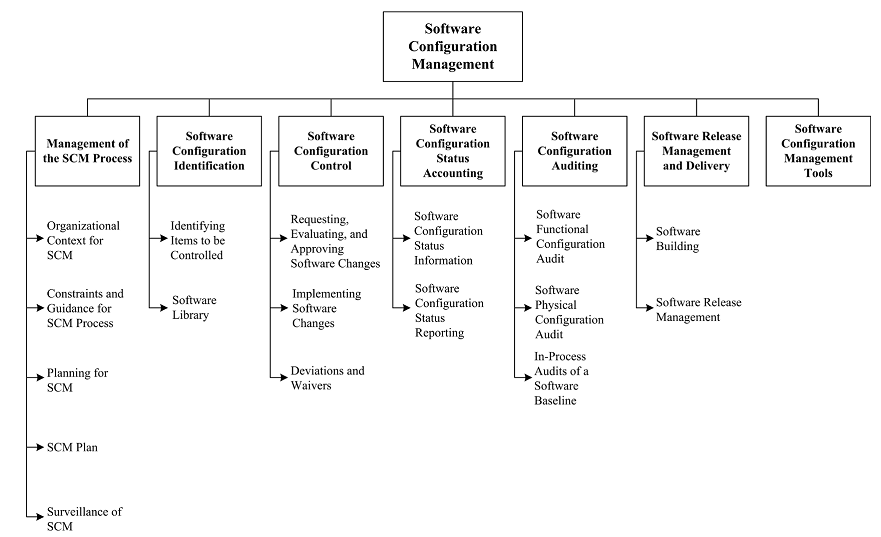 Software
Configuration
Management
Management of
the SCM Process
Software
Configuration
Identification
Software
Configuration
Control
Software
Configuration
Status
Accounting
Software
Configuration
Auditing
Software Release
Management
and Delivery
Software
Configuration
Management
Tools
Organizational
Context for
SCM
Constraints and
Guidance for
SCM Process
Planning for
SCM
SCM Plan
Surveillance of
SCM
Identifying
Items to be
Controlled
Software
Library
Requesting,
Evaluating, and
Approving
Software Changes
Implementing
Software
Changes
Deviations and
Waivers
Software
Configuration
Status
Information
Software
Configuration
Status
Reporting
Software
Functional
Configuration
Audit
Software
Physical
Configuration
Audit
In-Process
Audits of a
Software
Baseline
Software
Building
Software Release
Management